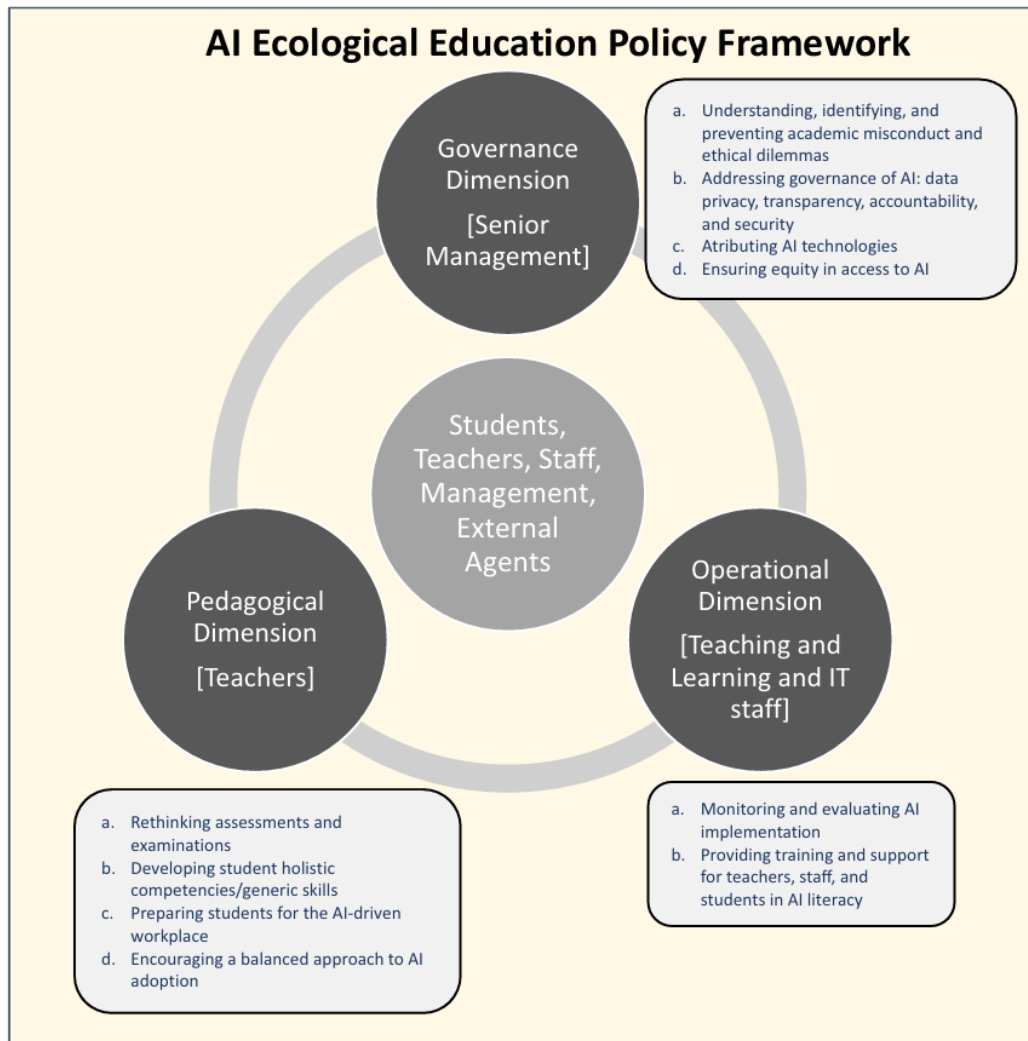 AI Ecological Education Policy Framework
Governance
Dimension
[Senior
Management]
a. Understanding, identifying, and
preventing academic misconduct and
ethical dilemmas
b. Addressing governance of AI: data
privacy, transparency, accountability,
and security
c. Atributing AI technologies
d. Ensuring equity in access to AI
Students,
Teachers, Staff,
Management,
External
Agents
Pedagogical
Dimension
[Teachers]
Operational
Dimension
[Teaching and
Learning and IT
staff]
a. Rethinking assessments and
examinations
b. Developing student holistic
competencies/generic skills
c. Preparing students for the AI-driven
workplace
d. Encouraging a balanced approach to AI
adoption
a. Monitoring and evaluating AI
implementation
b. Providing training and support
for teachers, staff, and
students in AI literacy